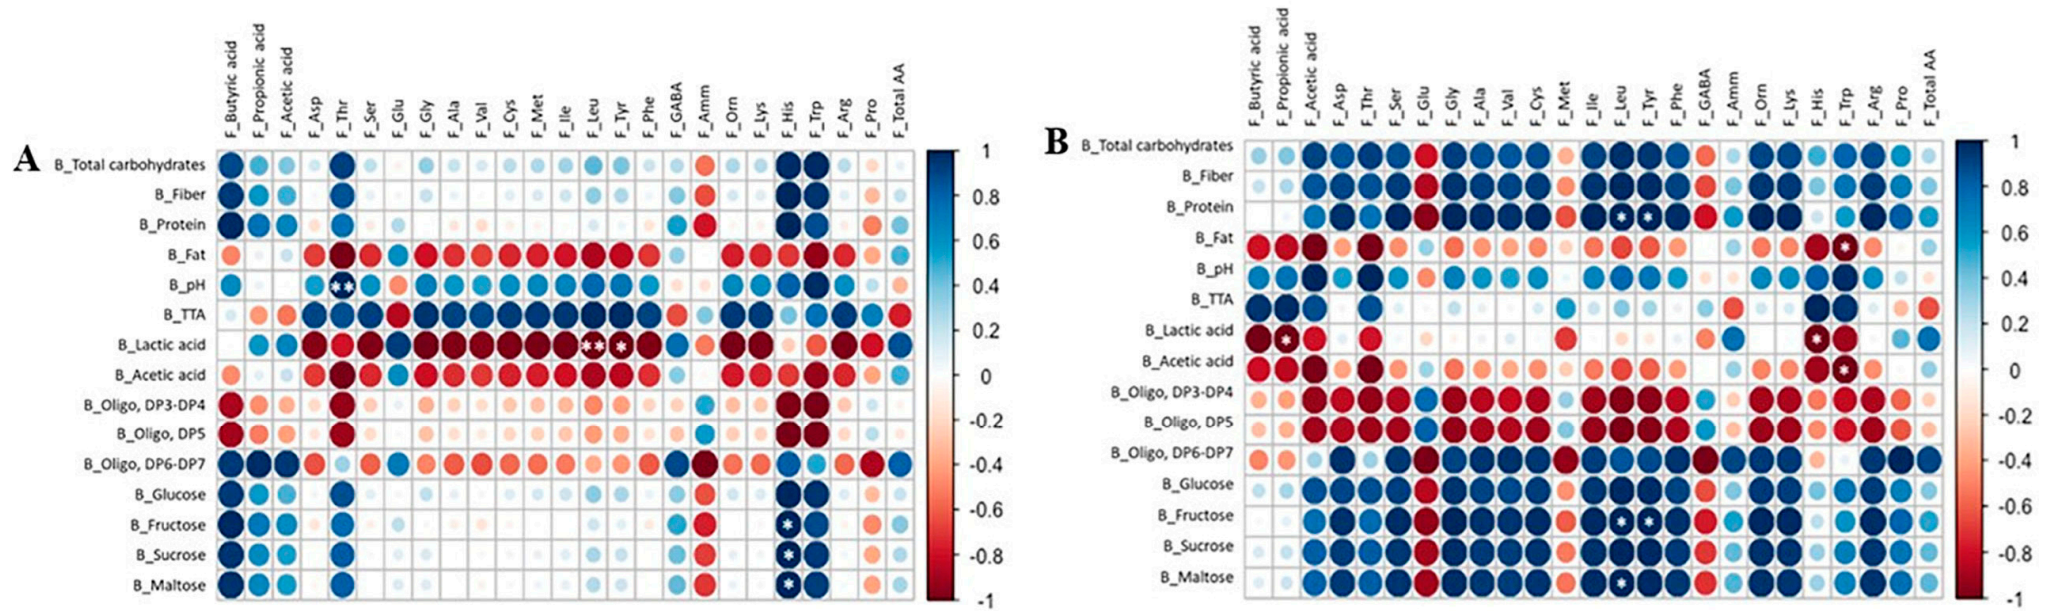 A
F_Butyric acid
F_Propionic acid
F_Acetic acid
F_Asp
F_Thr
F_Ser
F_Glu
F_Gly
F_Ala
F_Val
F_Cys
F_Met
F_Ile
F_Leu
F_Tyr
F_Phe
F_GABA
F_Amm
F_Orn
F_Lys
F_His
F_Trp
F_Arg
F_Pro
F_Total AA
B_Total carbohydrates
B_Fiber
B_Protein
B_Fat
B_pH
**
B_TTA
B_Lactic acid
** *
B_Acetic acid
B_Oligo, DP3-DP4
B_Oligo, DP5
B_Oligo, DP6-DP7
B_Glucose
B_Fructose
*
B_Sucrose
*
B_Maltose
*
1
0.8
0.6
0.4
0.2
0
-0.2
-0.4
-0.6
-0.8
-1
B
F_Butyric acid
F_Propionic acid
F_Acetic acid
F_Asp
F_Thr
F_Ser
F_Glu
F_Gly
F_Ala
F_Val
F_Cys
F_Met
F_Ile
F_Leu
F_Tyr
F_Phe
F_GABA
F_Amm
F_Orn
F_Lys
F_His
F_Trp
F_Arg
F_Pro
F_Total AA
B_Total carbohydrates
B_Fiber
B_Protein
* *
B_Fat
*
B_pH
B_TTA
B_Lactic acid
* *
B_Acetic acid
*
B_Oligo, DP3-DP4
B_Oligo, DP5
B_Oligo, DP6-DP7
B_Glucose
B_Fructose
* *
B_Sucrose
B_Maltose
*
1
0.8
0.6
0.4
0.2
0
-0.2
-0.4
-0.6
-0.8
-1